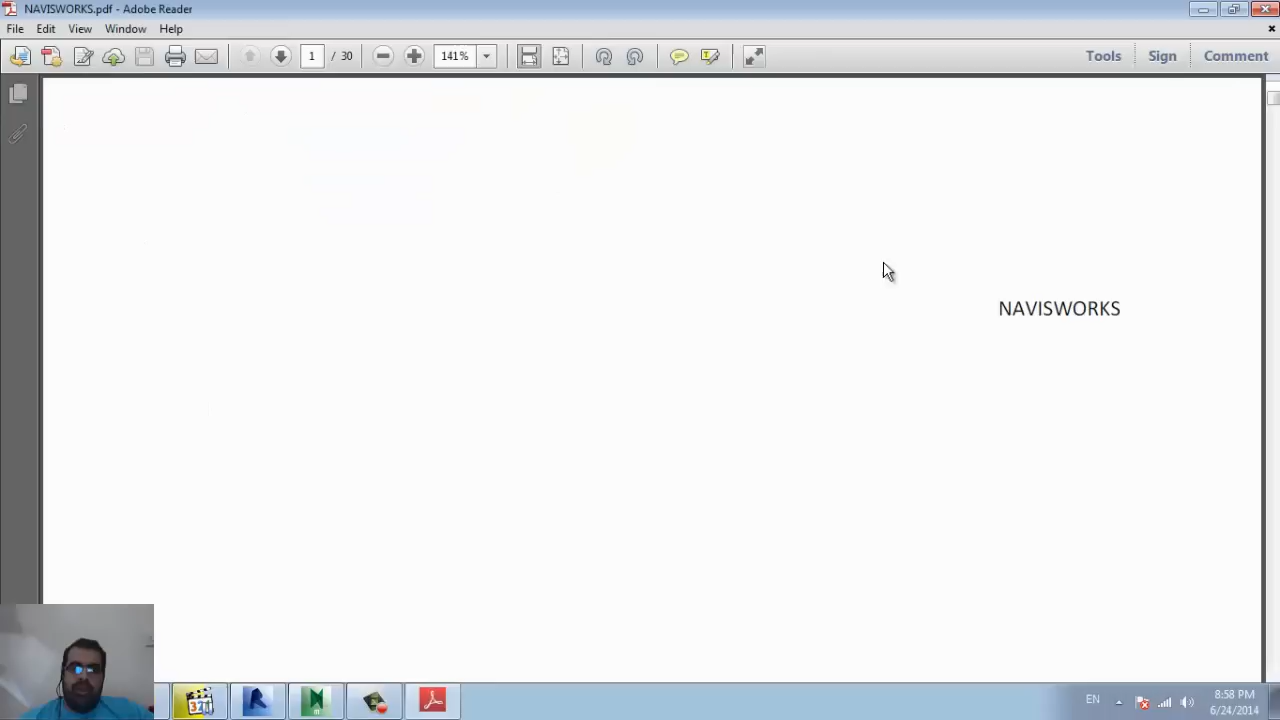 NAVISWORKS.pdf - Adobe Reader
File Edit View Window Help
1 / 30 141% Tools Sign Comment
NAVISWORKS
321
EN 8:58 PM
6/24/2014